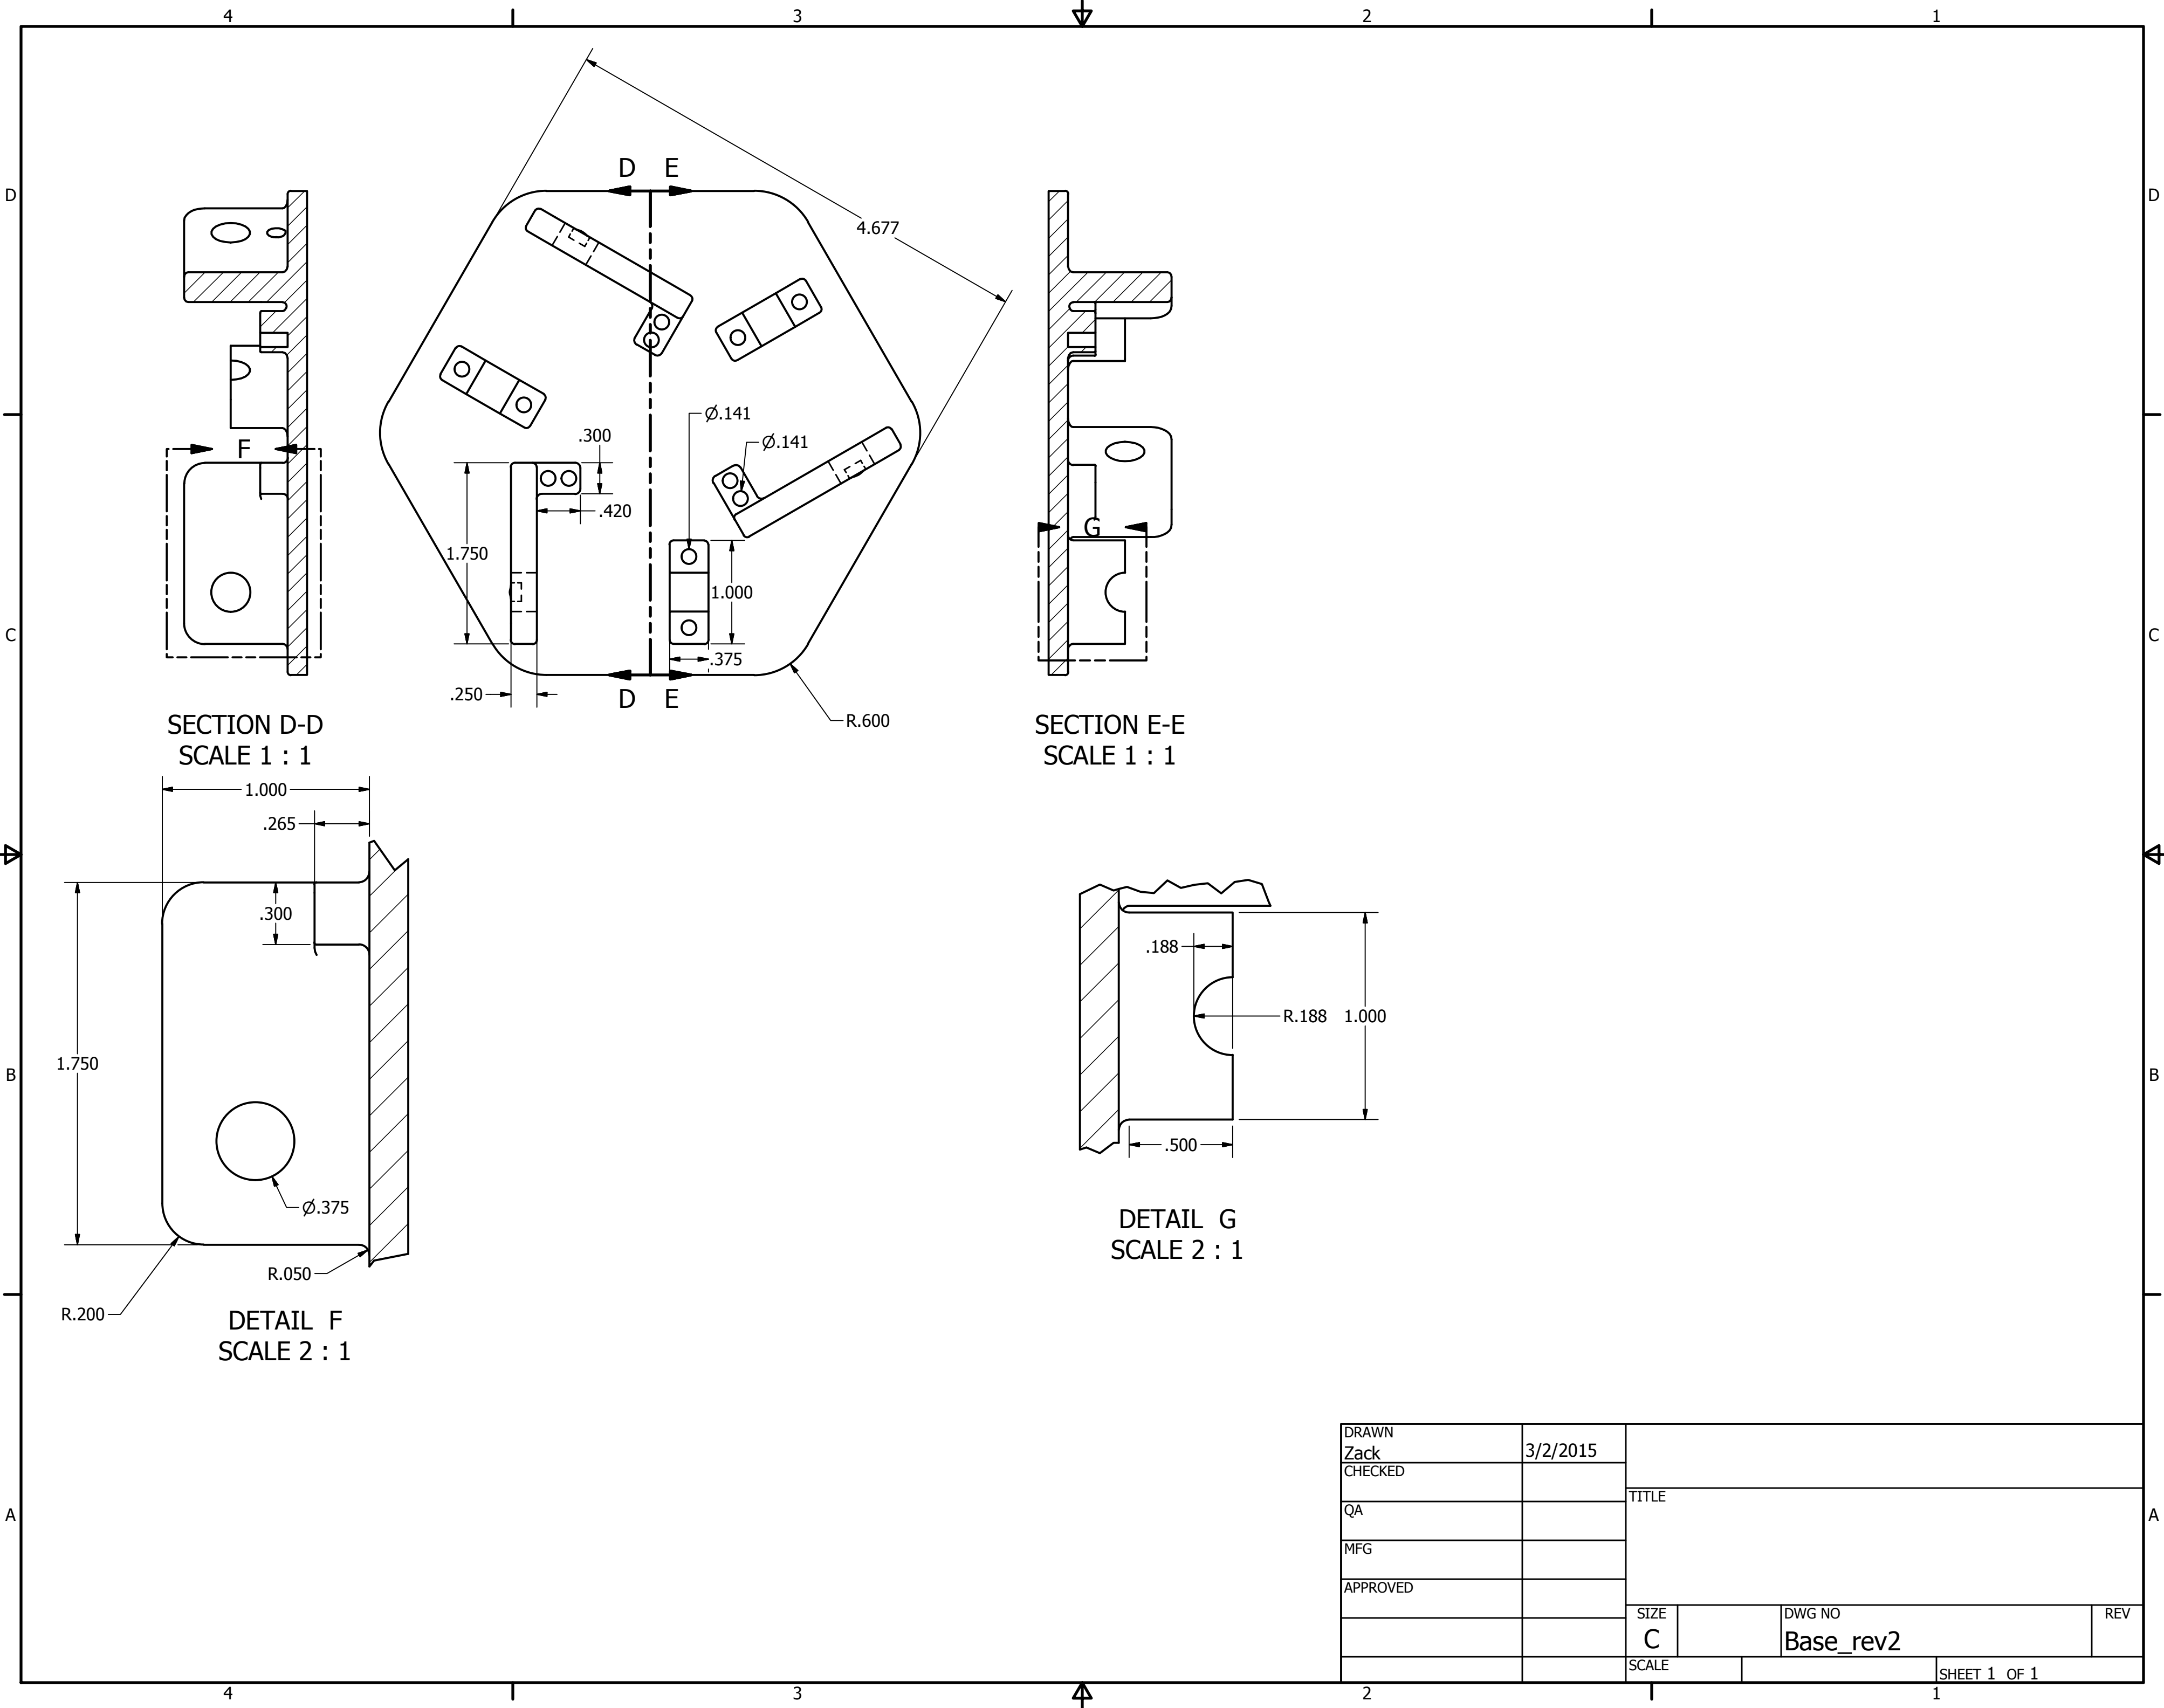 4 3 2 1
D D
D E
4.677
Ø.141
Ø.141
.300
F
.420
1.750
1.000
G
C C
.375
.250
D E
R.600
SECTION D-D
SCALE 1 : 1
SECTION E-E
SCALE 1 : 1
1.000
.265
.300
.188
R.188 1.000
1.750
B B
.500
Ø.375
R.050
R.200
DETAIL F
SCALE 2 : 1
DETAIL G
SCALE 2 : 1
DRAWN
Zack 3/2/2015
CHECKED
TITLE
QA
A A
MFG
APPROVED
SIZE DWG NO REV
C Base_rev2
SCALE
SHEET 1 OF 1
4 3 2 1